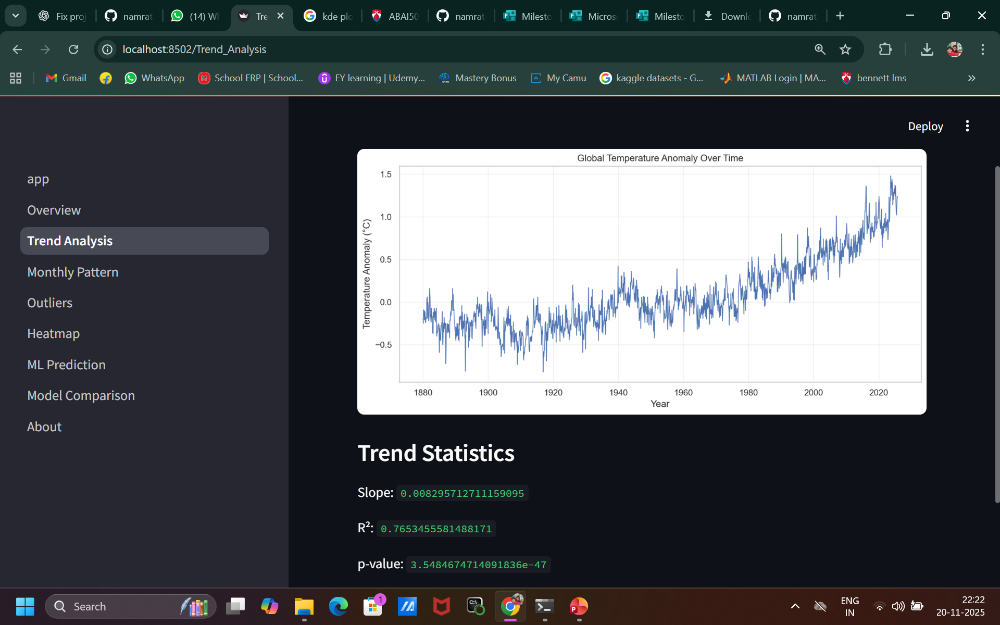 Fix proj
namrat
(14) Wh
Tre
kde plo
ABAI50
namrat
Milesto
Micros
Milesto
Downlo
namrat
localhost:8502/Trend_Analysis
Gmail
WhatsApp
School ERP | School...
EY learning | Udemy...
Mastery Bonus
My Camu
kaggle datasets - G...
MATLAB Login | MA...
bennett lms
Deploy
app
Overview
Trend Analysis
Monthly Pattern
Outliers
Heatmap
ML Prediction
Model Comparison
About
Global Temperature Anomaly Over Time
Temperature Anomaly (°C)
1.5
1.0
0.5
0.0
−0.5
1880 1900 1920 1940 1960 1980 2000 2020
Year
Trend Statistics
Slope: 0.008295712711159095
R²: 0.7653455581488171
p-value: 3.5484674714091836e-47
Search
1
ENG
IN
22:22
20-11-2025